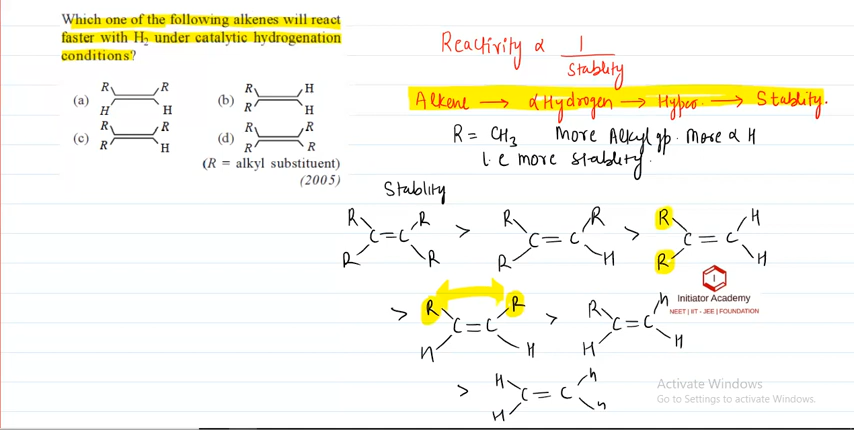 Which one of the following alkenes will react
faster with H2 under catalytic hydrogenation
conditions?
(a) R R H H
(b) R H R H
(c) R R R H
(d) R R R R
(R = alkyl substituent)
(2005)
Reactivity α 1
Stablity
Alkene → αHydrogen → Hyper. → Stablity.
R = CH3 More Alkyl gp. More α H
i.e more stablity.
Stablity
R R C=C R R > R R C=C R H > R R C=C H H
> R H C=C R H > R H C=C h H
> H H C=C h h
Initiator Academy
NEET | IIT - JEE | FOUNDATION
Activate Windows
Go to Settings to activate Windows.